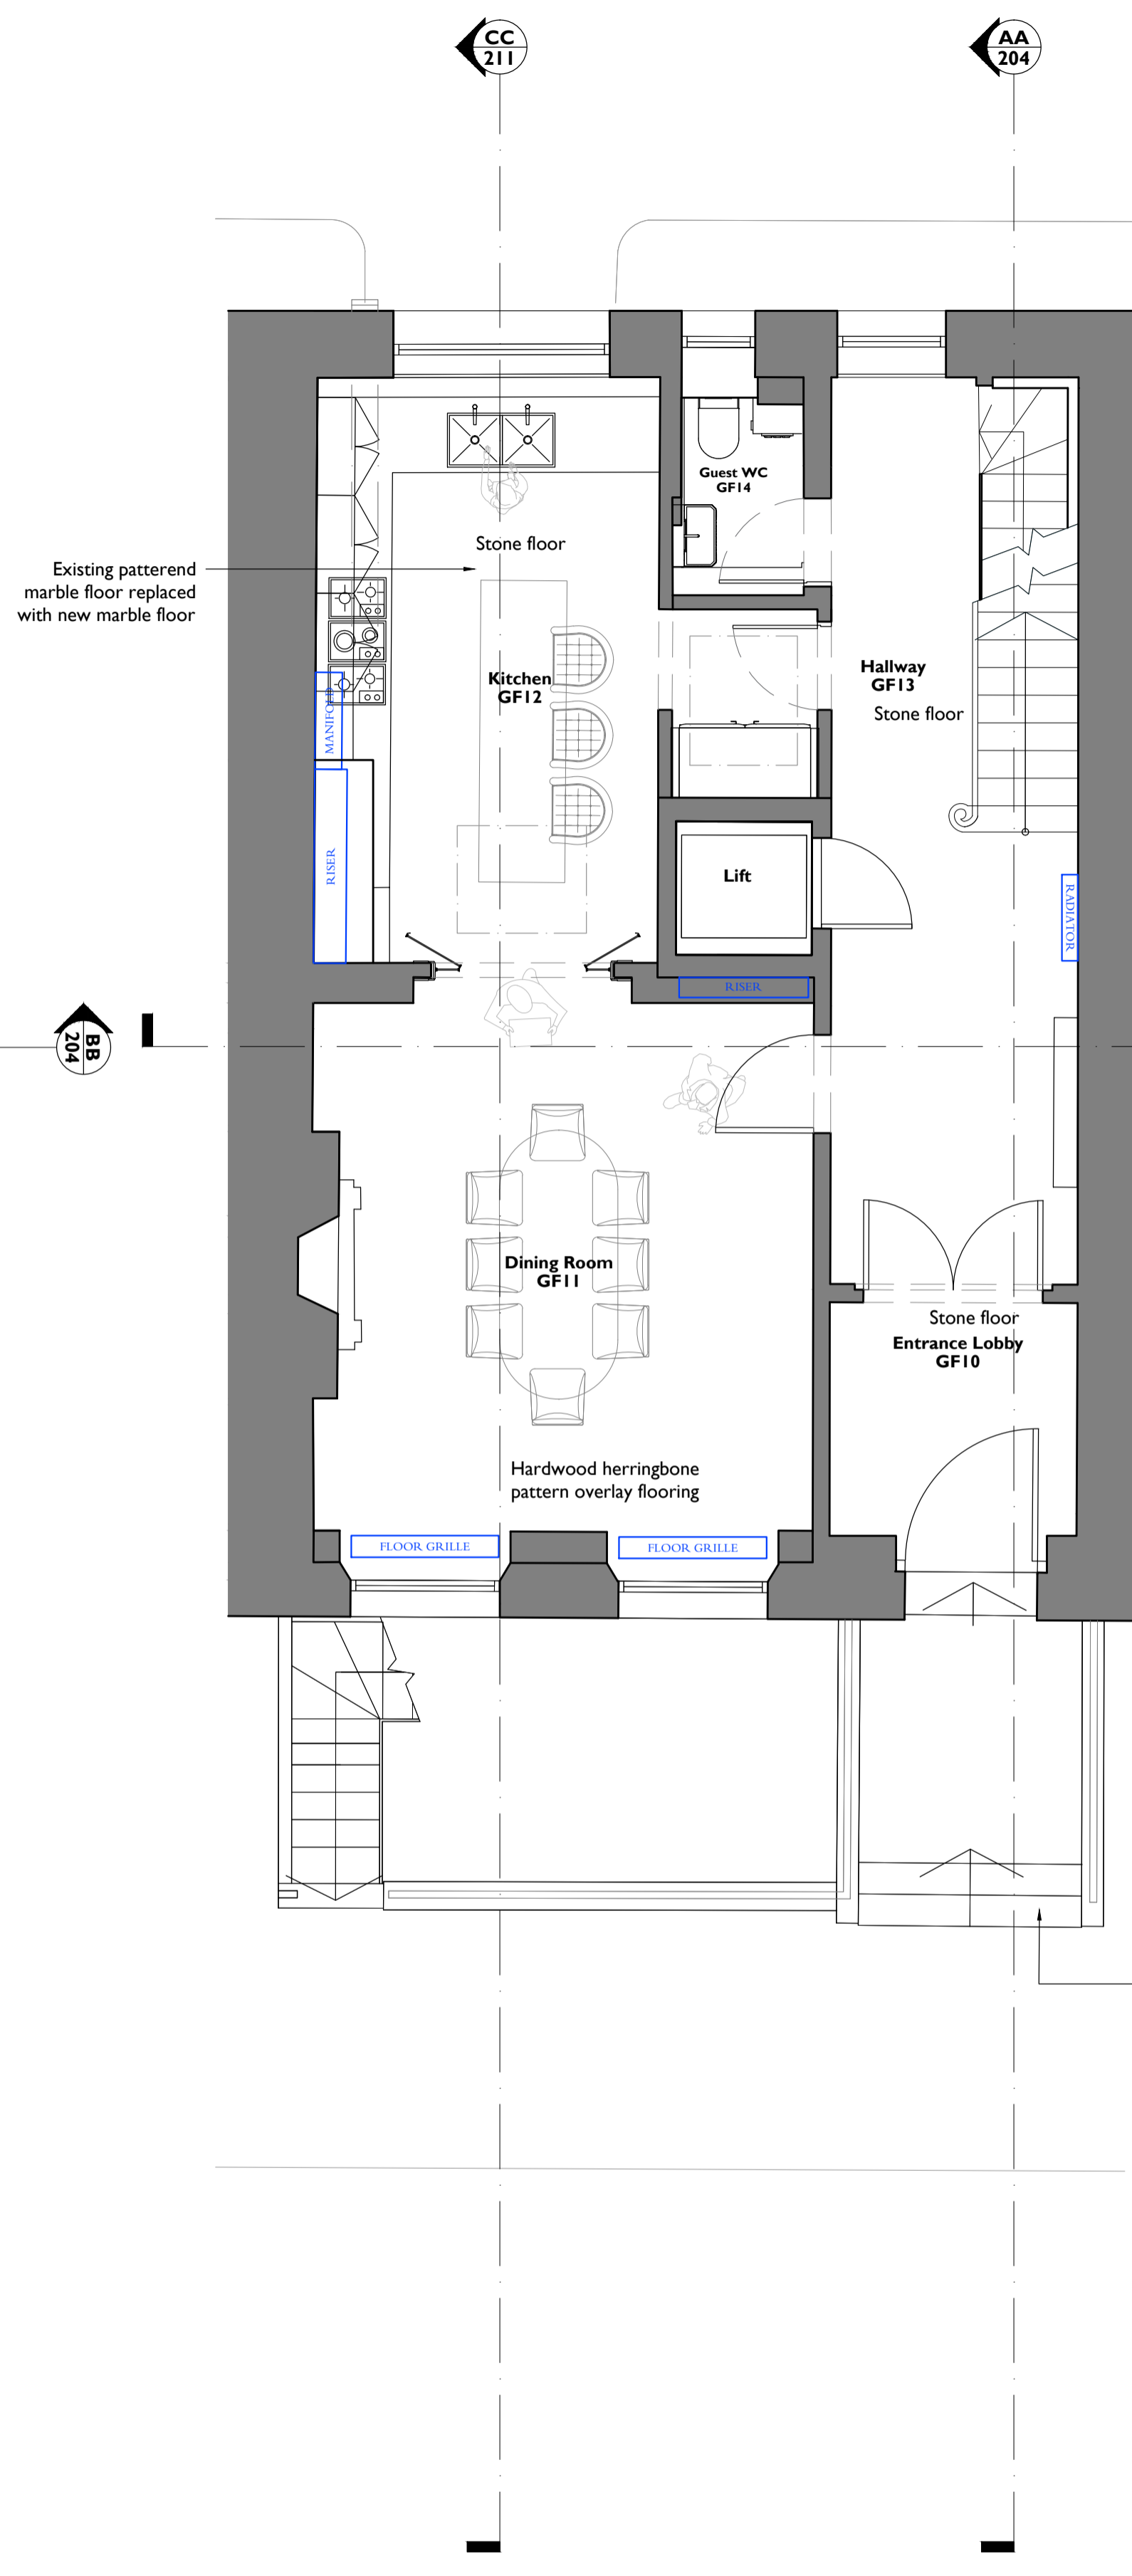 CC
211
AA
204
Guest WC
GF14
Stone floor
Existing patterend
marble floor replaced
with new marble floor
Kitchen
GF12
Hallway
GF13
Stone floor
MANIFOLD
RISER
Lift
RADIATOR
RISER
BB
204
Dining Room
GF11
Stone floor
Entrance Lobby
GF10
Hardwood herringbone
pattern overlay flooring
FLOOR GRILLE
FLOOR GRILLE